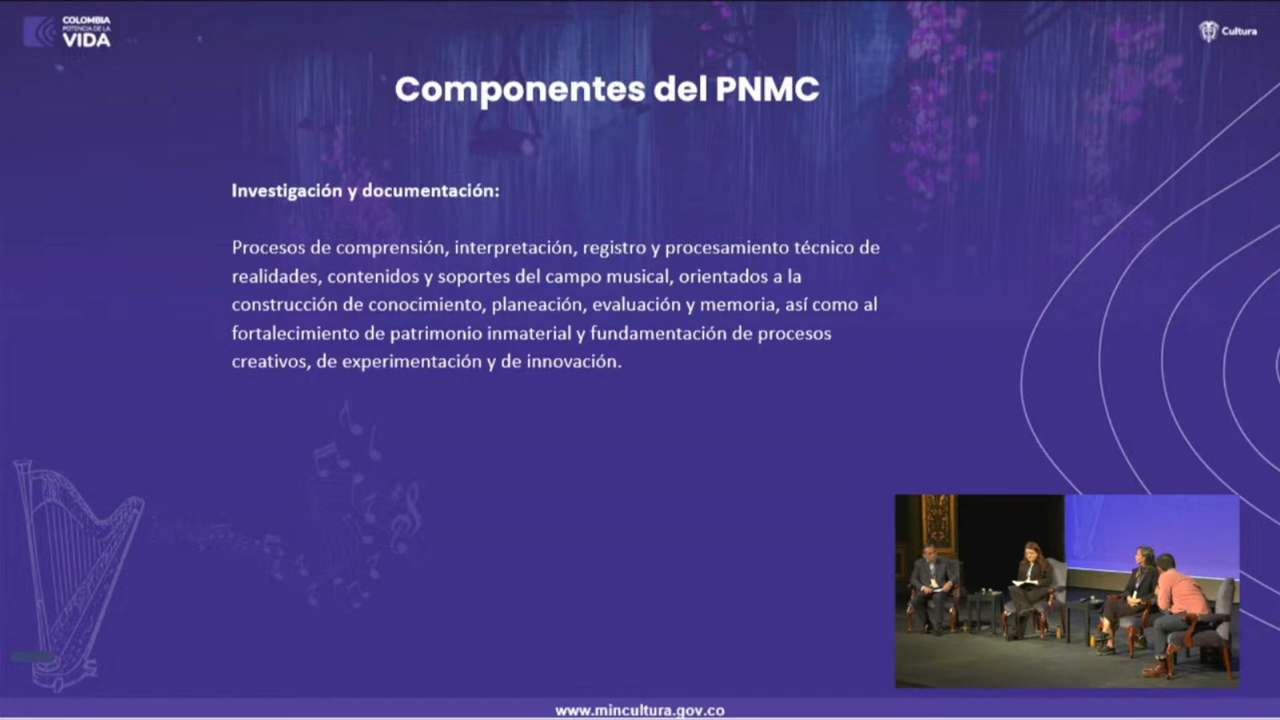 COLOMBIA
POTENCIA DE LA
VIDA
Cultura
Componentes del PNMC
Investigación y documentación:
Procesos de comprensión, interpretación, registro y procesamiento técnico de
realidades, contenidos y soportes del campo musical, orientados a la
construcción de conocimiento, planeación, evaluación y memoria, así como al
fortalecimiento de patrimonio inmaterial y fundamentación de procesos
creativos, de experimentación y de innovación.
www.mincultura.gov.co